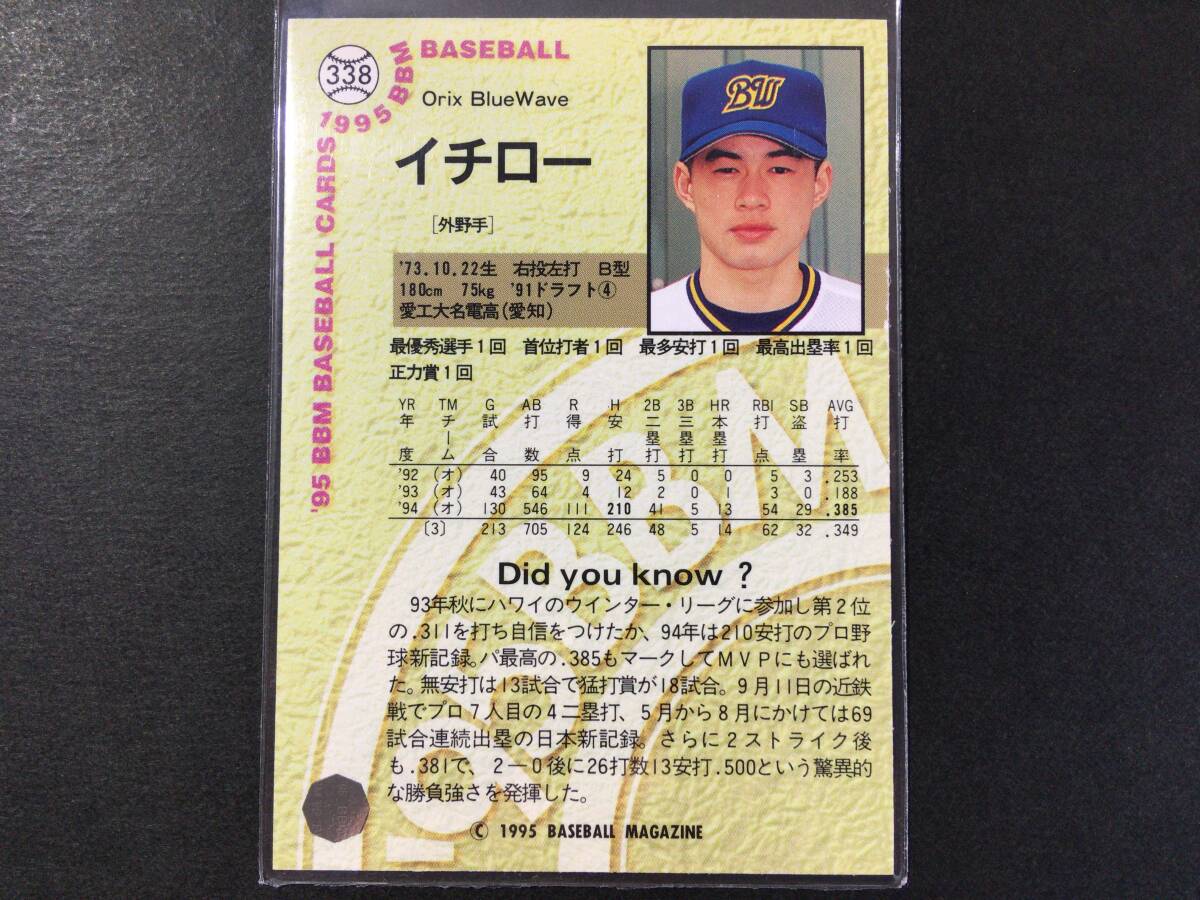 338
1995 BBM BASEBALL
'95 BBM BASEBALL CARDS
Orix BlueWave
BW
イチロー
[外野手]
'73.10.22生 右投左打 B型
180cm 75kg '91ドラフト④
愛工大名電高(愛知)
最優秀選手1回 首位打者1回 最多安打1回 最高出塁率1回
正力賞1回
YR TM G AB R H 2B 3B HR RBI SB AVG
年度 チーム 試合 打数 得点 安打 二塁打 三塁打 本塁打 打点 盗塁 打率
'92 (オ) 40 95 9 24 5 0 0 5 3 .253
'93 (オ) 43 64 4 12 2 0 1 3 0 .188
'94 (オ) 130 546 111 210 41 5 13 54 29 .385
〔3〕 213 705 124 246 48 5 14 62 32 .349
Did you know ?
93年秋にハワイのウインター・リーグに参加し第2位
の.311を打ち自信をつけたか、94年は210安打のプロ野
球新記録。パ最高の.385もマークしてMVPにも選ばれ
た。無安打は13試合で猛打賞が18試合。9月11日の近鉄
戦でプロ7人目の4二塁打、5月から8月にかけては69
試合連続出塁の日本新記録。さらに2ストライク後
も.381で、2－0後に26打数13安打.500という驚異的
な勝負強さを発揮した。
© 1995 BASEBALL MAGAZINE
'95 BBM